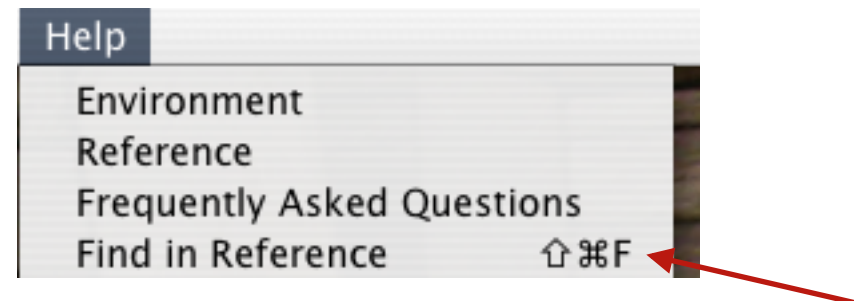 Help
Environment
Reference
Frequently Asked Questions
Find in Reference ⇧⌘F